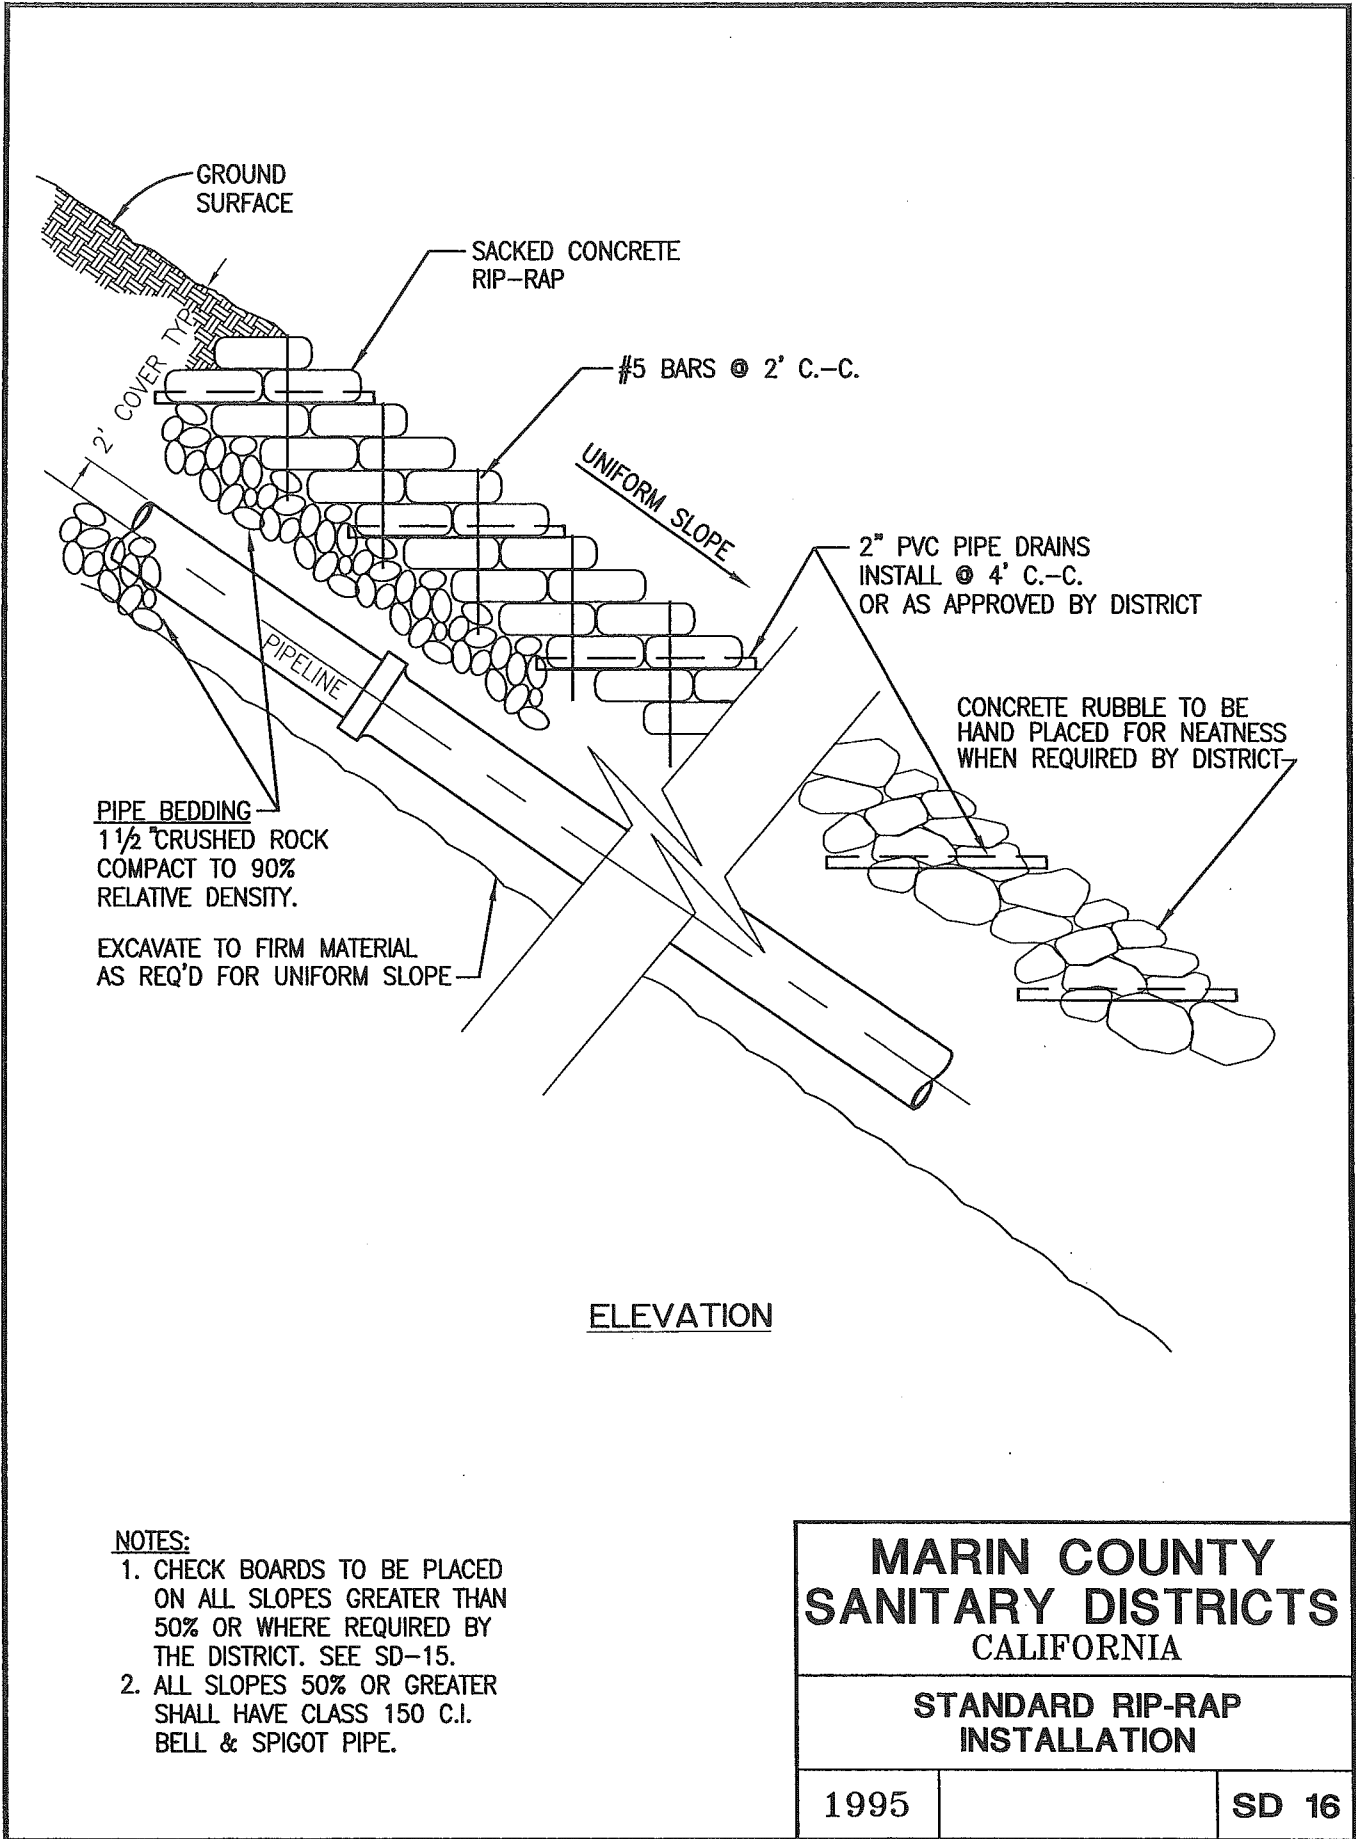 GROUND
SURFACE
SACKED CONCRETE
RIP-RAP
#5 BARS @ 2' C.-C.
2' COVER TYP.
UNIFORM SLOPE
2" PVC PIPE DRAINS
INSTALL @ 4' C.-C.
OR AS APPROVED BY DISTRICT
PIPELINE
CONCRETE RUBBLE TO BE
HAND PLACED FOR NEATNESS
WHEN REQUIRED BY DISTRICT
PIPE BEDDING
1 1/2" CRUSHED ROCK
COMPACT TO 90%
RELATIVE DENSITY.
EXCAVATE TO FIRM MATERIAL
AS REQ'D FOR UNIFORM SLOPE
ELEVATION
NOTES:
1. CHECK BOARDS TO BE PLACED
ON ALL SLOPES GREATER THAN
50% OR WHERE REQUIRED BY
THE DISTRICT. SEE SD-15.
2. ALL SLOPES 50% OR GREATER
SHALL HAVE CLASS 150 C.I.
BELL & SPIGOT PIPE.
MARIN COUNTY
SANITARY DISTRICTS
CALIFORNIA
STANDARD RIP-RAP
INSTALLATION
1995
SD 16